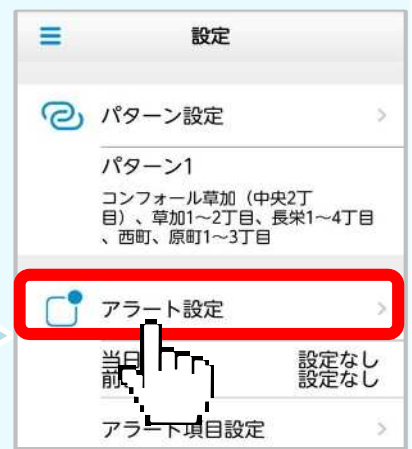 設定
パターン設定
パターン1
コンフォール草加（中央2丁
目）、草加1～2丁目、長栄1～4丁目
、西町、原町1～3丁目
アラート設定
当日 設定なし
前 設定なし
アラート項目設定